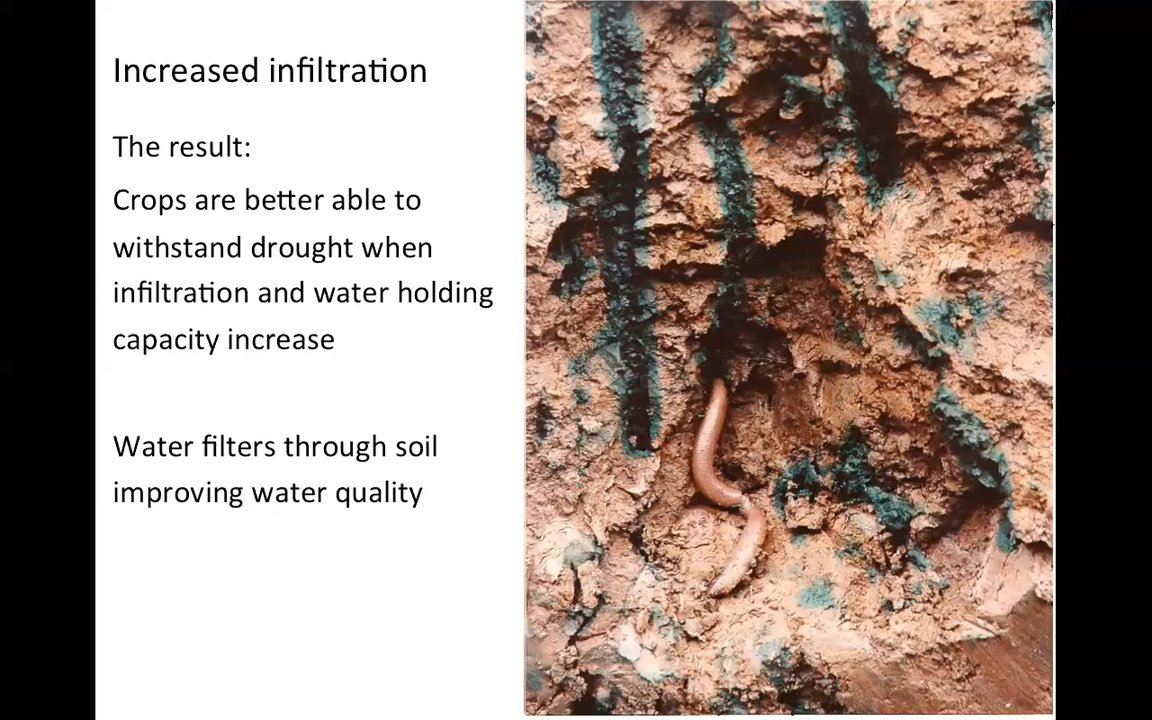 Increased infiltration
The result:
Crops are better able to
withstand drought when
infiltration and water holding
capacity increase
Water filters through soil
improving water quality